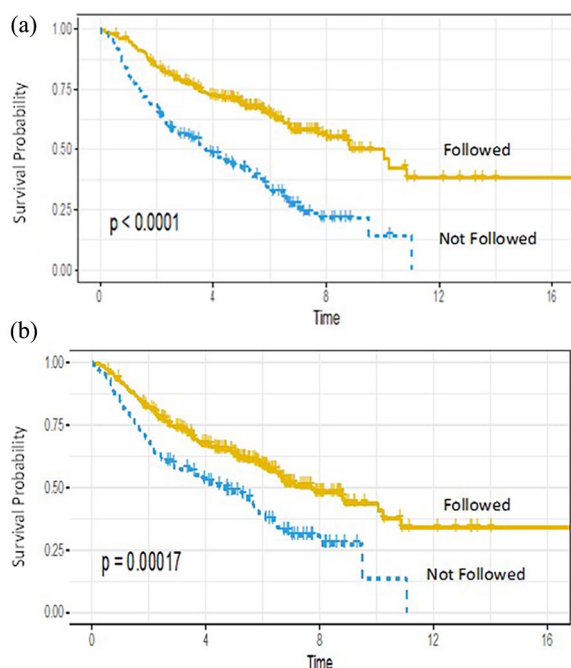 (a)
Survival Probability
1.00
0.75
0.50
0.25
0.00
Followed
Not Followed
p < 0.0001
0 4 8 12 16
Time
(b)
Survival Probability
1.00
0.75
0.50
0.25
0.00
Followed
Not Followed
p = 0.00017
0 4 8 12 16
Time